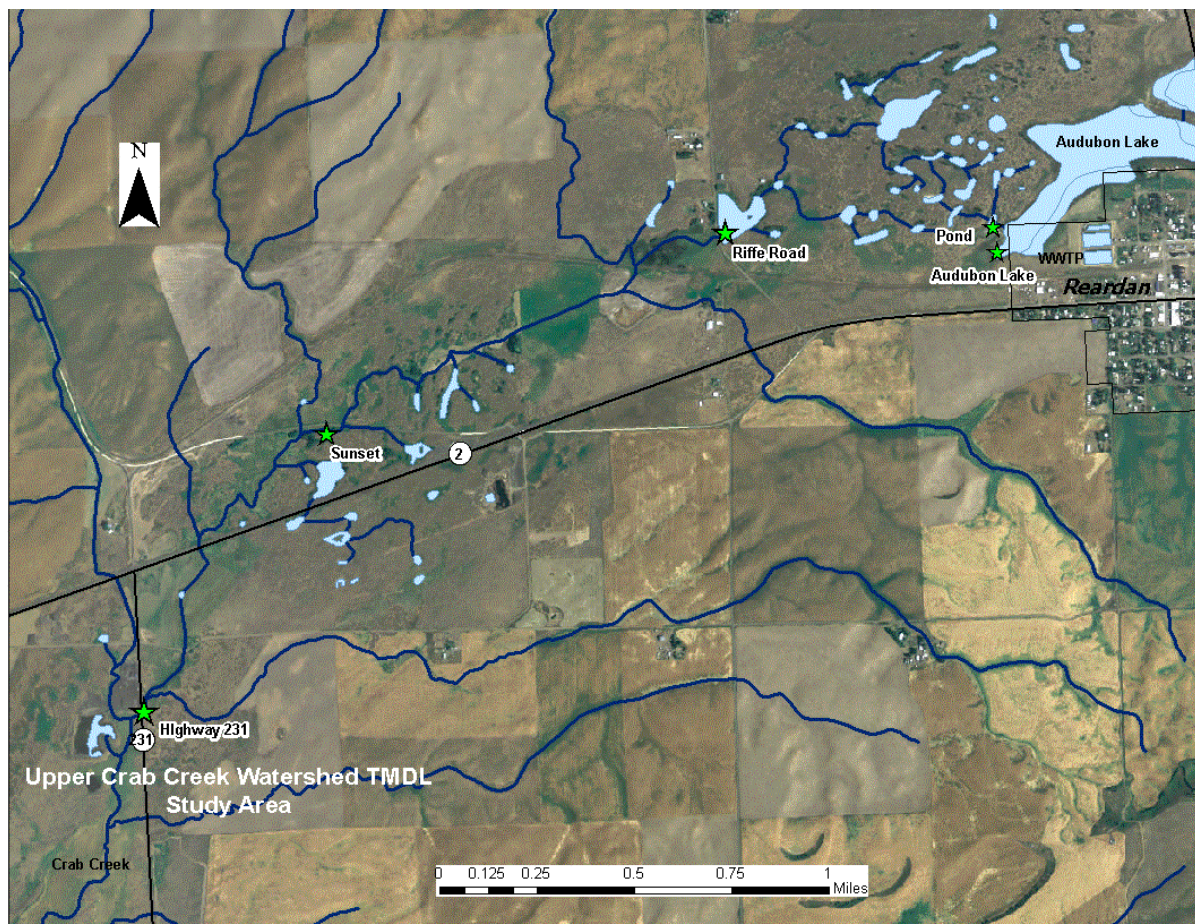 N
Audubon Lake
Pond
Riffe Road
WWTP
Audubon Lake
Reardan
Sunset
2
HIghway 231
231
Upper Crab Creek Watershed TMDL
Study Area
Crab Creek
0 0.125 0.25 0.5 0.75 1
Miles